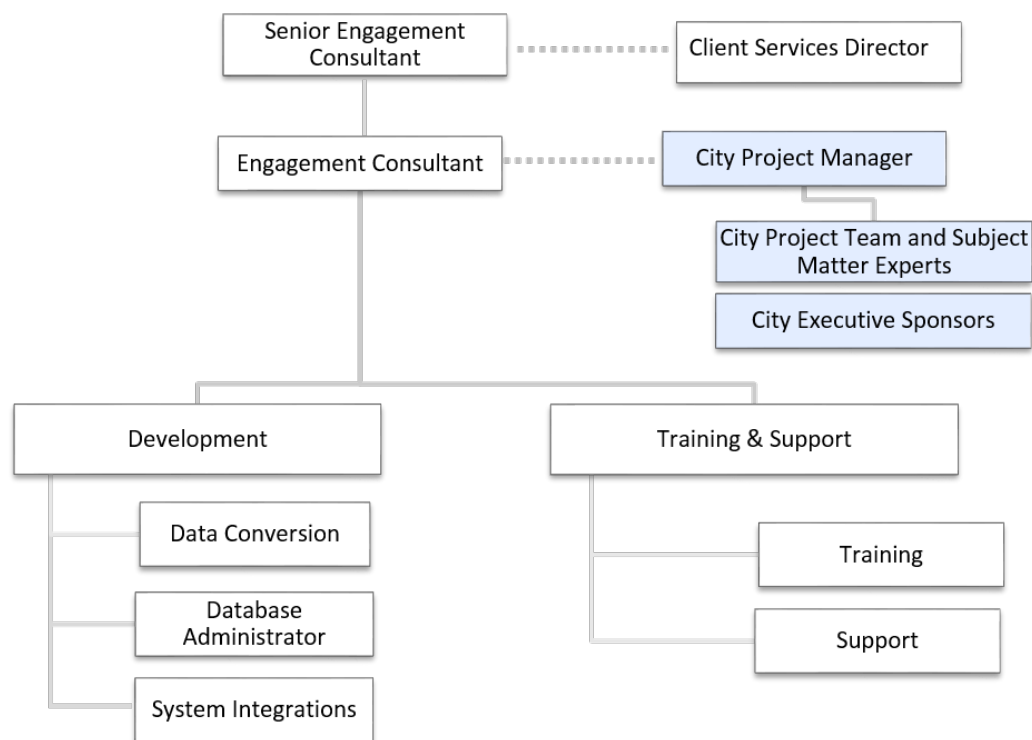 Senior Engagement
Consultant
Client Services Director
Engagement Consultant
City Project Manager
City Project Team and Subject
Matter Experts
City Executive Sponsors
Development
Training & Support
Data Conversion
Training
Database
Administrator
Support
System Integrations